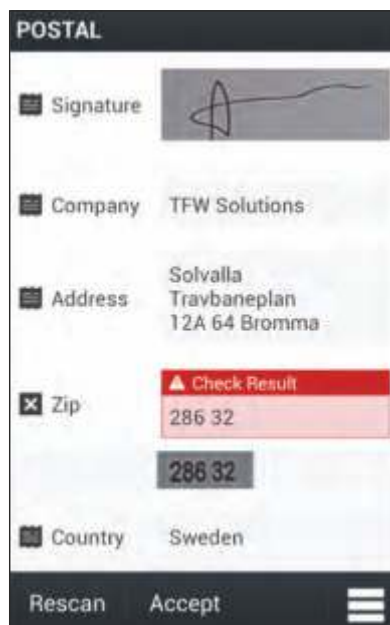 POSTAL
Signature
Company TFW Solutions
Address Solvalla
Travbaneplan
12A 64 Bromma
Check Result
Zip 286 32
286 32
Country Sweden
Rescan Accept